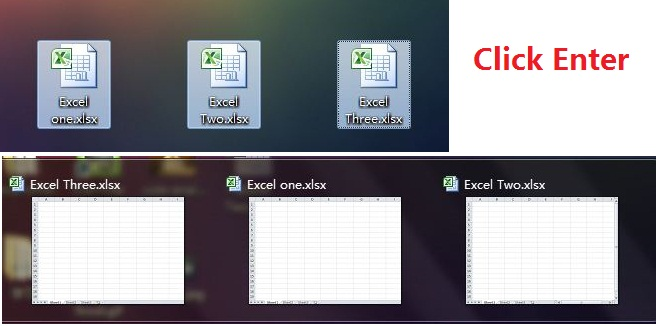 Click Enter
Excel
one.xlsx
Excel
Two.xlsx
Excel
Three.xlsx
Excel Three.xlsx
Excel one.xlsx
Excel Two.xlsx